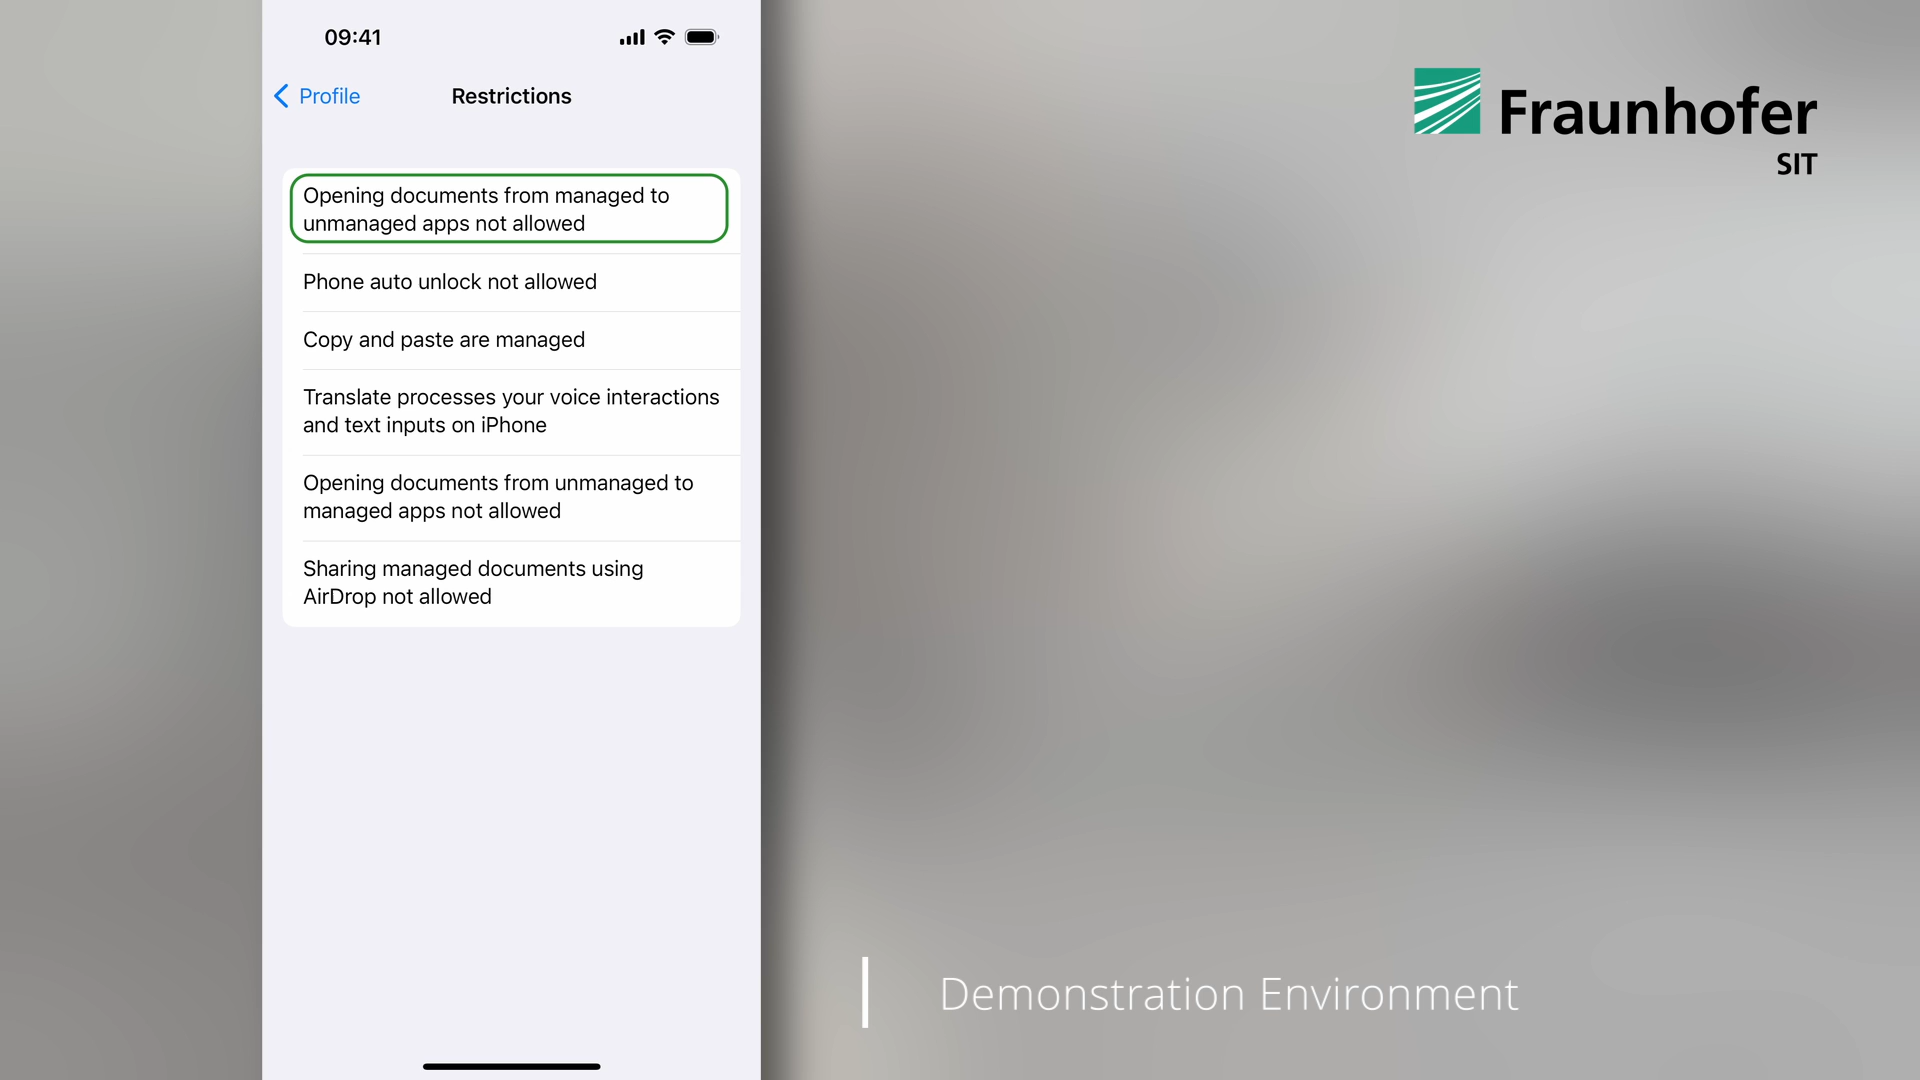 09:41
Profile
Restrictions
Opening documents from managed to
unmanaged apps not allowed
Phone auto unlock not allowed
Copy and paste are managed
Translate processes your voice interactions
and text inputs on iPhone
Opening documents from unmanaged to
managed apps not allowed
Sharing managed documents using
AirDrop not allowed
Fraunhofer
SIT
Demonstration Environment